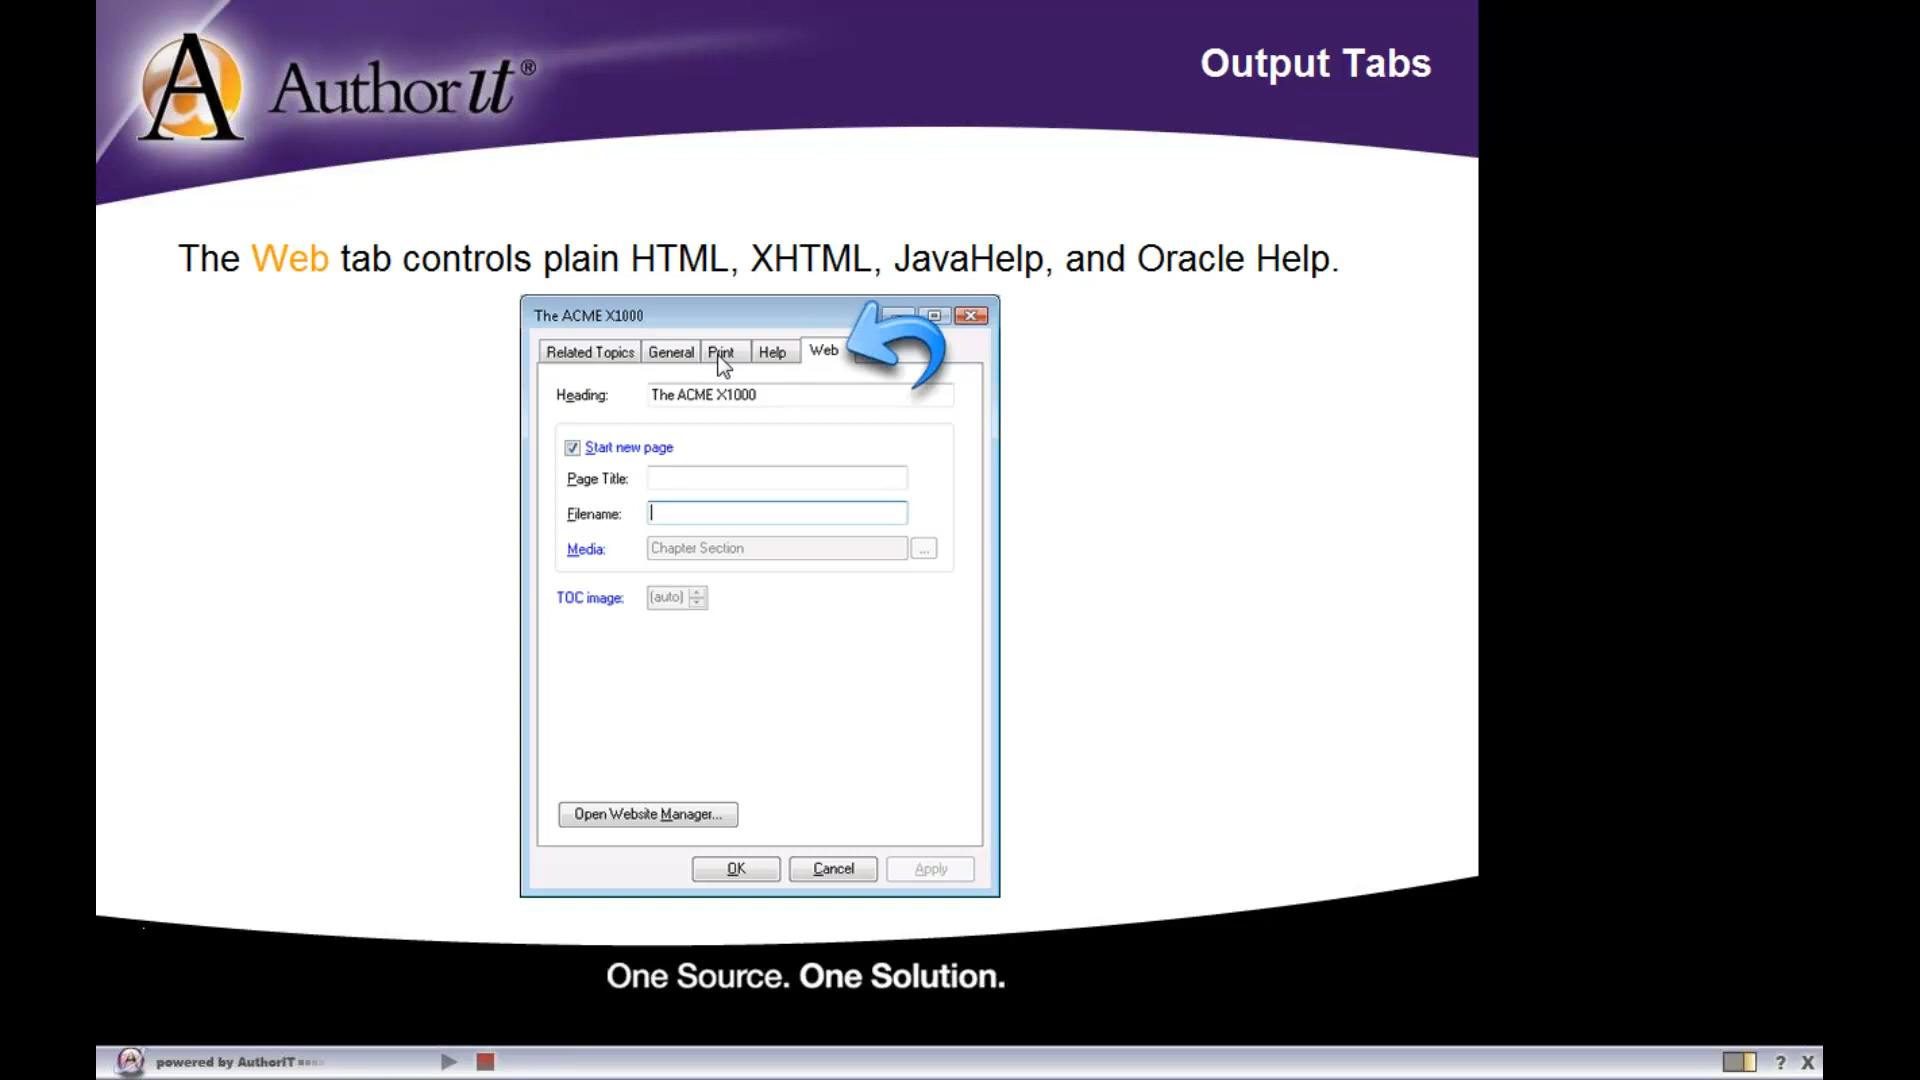 AuthorIT®
Output Tabs
The Web tab controls plain HTML, XHTML, JavaHelp, and Oracle Help.
The ACME X1000
Related Topics General Print Help Web
Heading: The ACME X1000
Start new page
Page Title:
Filename:
Media: Chapter Section ...
TOC image: (auto)
Open Website Manager...
OK Cancel Apply
One Source. One Solution.
powered by AuthorIT
? X